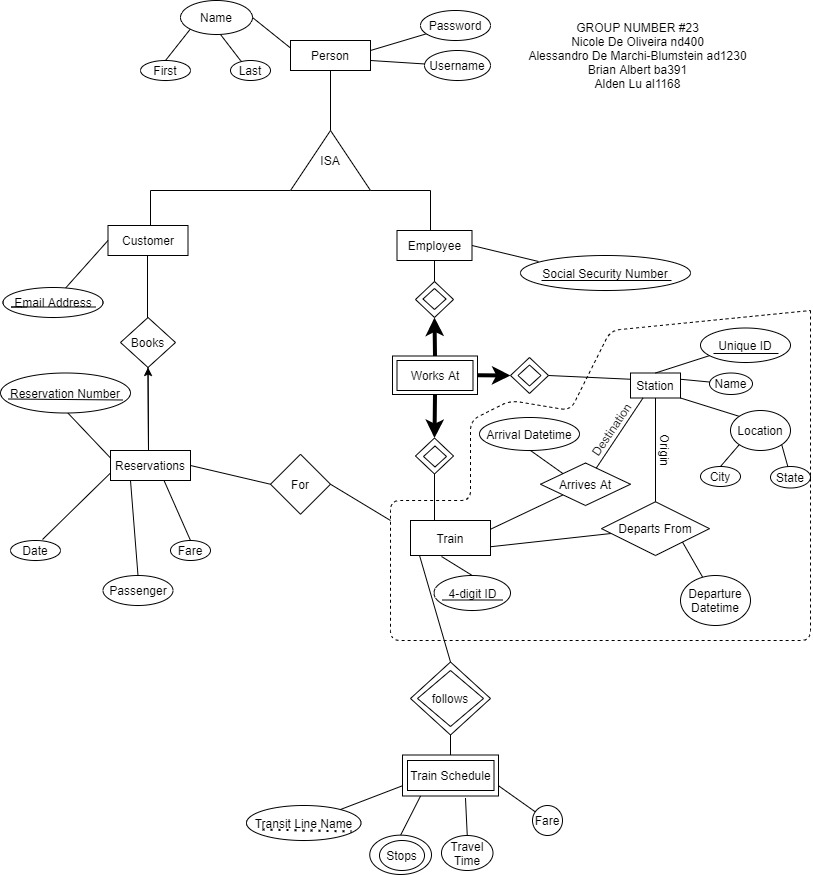 Name
Password
GROUP NUMBER #23
Nicole De Oliveira nd400
Alessandro De Marchi-Blumstein ad1230
Brian Albert ba391
Alden Lu al1168
Person
First
Last
Username
ISA
Customer
Employee
Email Address
Social Security Number
Books
Unique ID
Works At
Station
Name
Reservation Number
Location
Arrival Datetime
Destination
Origin
Reservations
City
State
For
Arrives At
Departs From
Date
Fare
Train
Passenger
4-digit ID
Departure
Datetime
follows
Train Schedule
Transit Line Name
Fare
Stops
Travel
Time